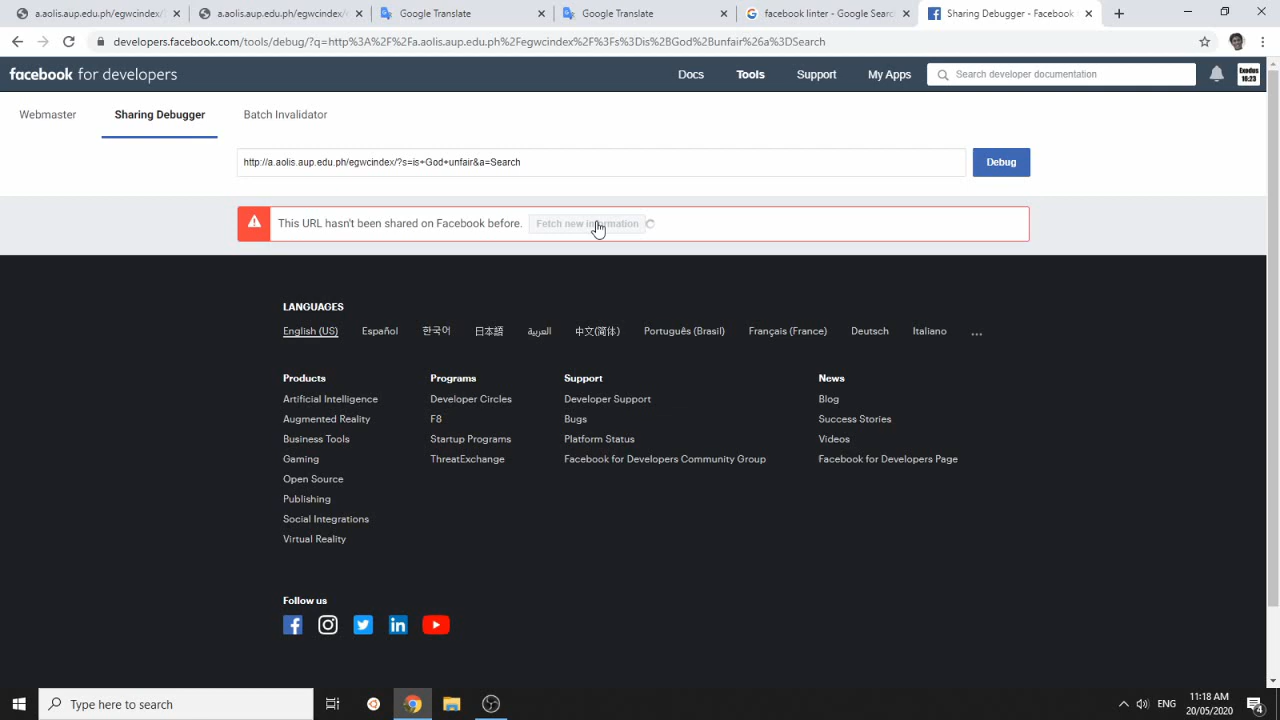 a.aolis.aup.edu.ph/egwcindex/
a.aolis.aup.edu.ph/egwcindex/
Google Translate
Google Translate
facebook linter - Google Search
Sharing Debugger - Facebook
developers.facebook.com/tools/debug/?q=http%3A%2F%2Fa.aolis.aup.edu.ph%2Fegwcindex%2F%3Fs%3Dis%2BGod%2Bunfair%26a%3DSearch
facebook for developers
Docs
Tools
Support
My Apps
Search developer documentation
Exodus
16:23
Webmaster
Sharing Debugger
Batch Invalidator
http://a.aolis.aup.edu.ph/egwcindex/?s=is+God+unfair&a=Search
Debug
This URL hasn't been shared on Facebook before.
Fetch new information
LANGUAGES
English (US)
Español
한국어
日本語
العربية
中文(简体)
Português (Brasil)
Français (France)
Deutsch
Italiano
...
Products
Artificial Intelligence
Augmented Reality
Business Tools
Gaming
Open Source
Publishing
Social Integrations
Virtual Reality
Programs
Developer Circles
F8
Startup Programs
ThreatExchange
Support
Developer Support
Bugs
Platform Status
Facebook for Developers Community Group
News
Blog
Success Stories
Videos
Facebook for Developers Page
Follow us
Type here to search
ENG
11:18 AM
20/05/2020
4